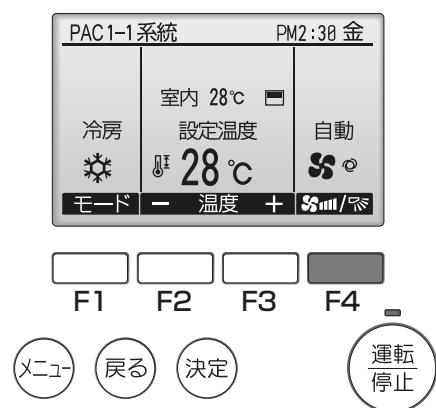 PAC1-1系統 PM2:30 金
室内 28℃
冷房 設定温度 自動
28℃
モード － 温度 ＋ /
F1 F2 F3 F4
メニュー 戻る 決定 運転
停止